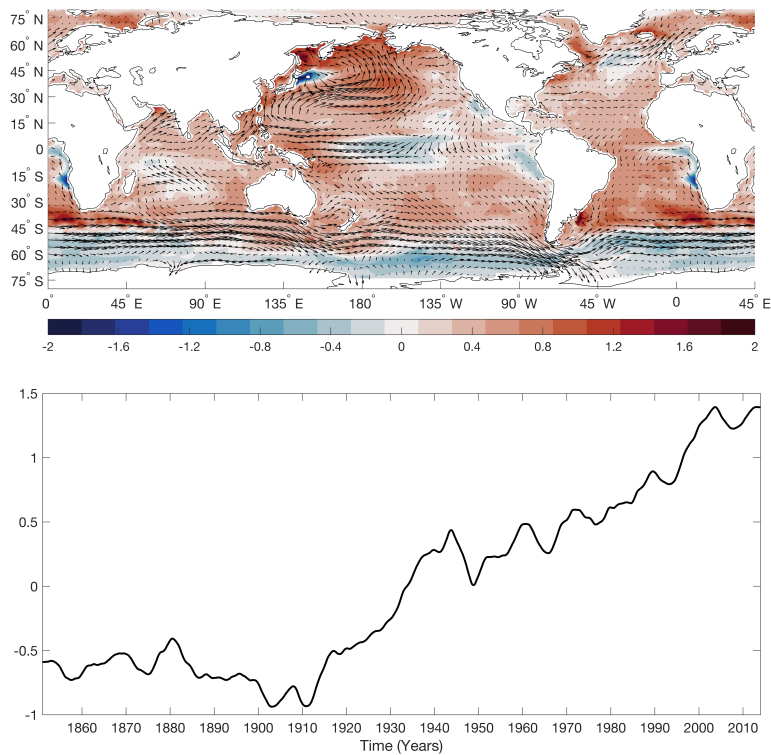 75° N
60° N
45° N
30° N
15° N
0
15° S
30° S
45° S
60° S
75° S
0° 45° E 90° E 135° E 180° 135° W 90° W 45° W 0 45° E
-2 -1.6 -1.2 -0.8 -0.4 0 0.4 0.8 1.2 1.6 2
1.5
1
0.5
0
-0.5
-1
1860 1870 1880 1890 1900 1910 1920 1930 1940 1950 1960 1970 1980 1990 2000 2010
Time (Years)